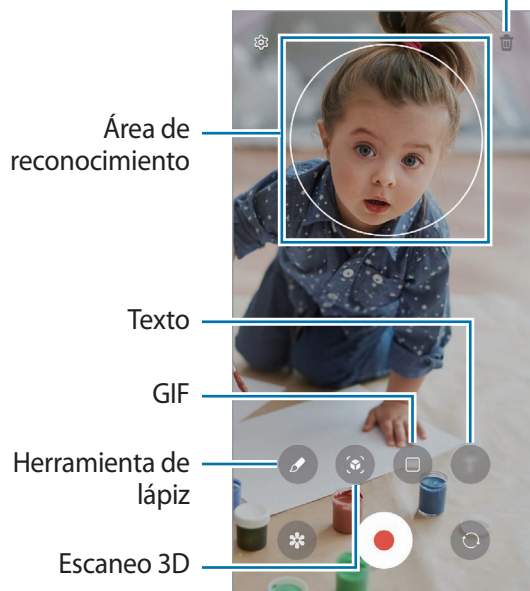 Área de
reconocimiento
Texto
GIF
Herramienta de
lápiz
Escaneo 3D